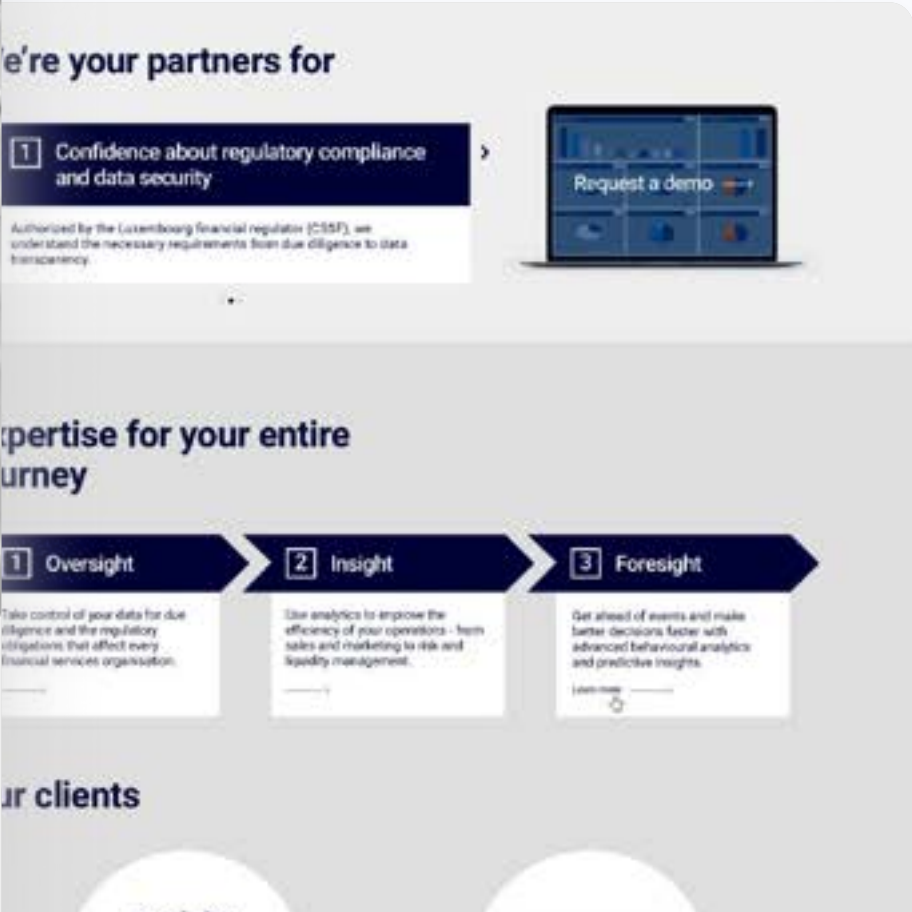 e're your partners for
1 Confidence about regulatory compliance
and data security
Authorized by the Luxembourg financial regulator (CSSF), we
understand the necessary requirements from due diligence to data
transparency.
Request a demo
xpertise for your entire
urney
1 Oversight
2 Insight
3 Foresight
Take control of your data for due
diligence and the regulatory
obligations that affect every
financial services organisation.
Use analytics to improve the
efficiency of your operations - from
sales and marketing to risk and
liquidity management.
Get ahead of events and make
better decisions faster with
advanced behavioural analytics
and predictive insights.
Learn more
ur clients